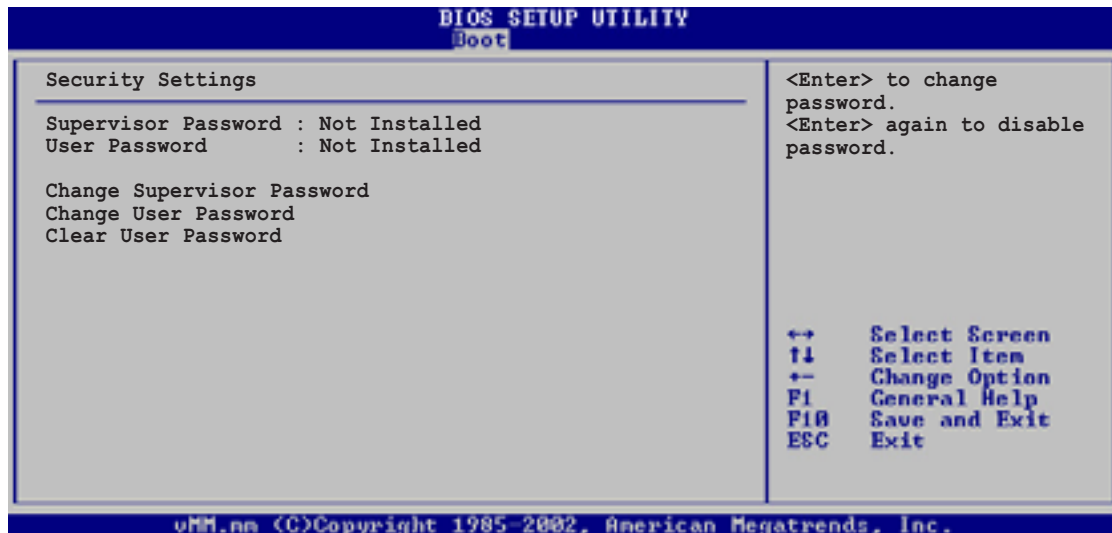 BIOS SETUP UTILITY
Boot
Security Settings
Supervisor Password : Not Installed
User Password : Not Installed
Change Supervisor Password
Change User Password
Clear User Password
<Enter> to change
password.
<Enter> again to disable
password.
←→ Select Screen
↑↓ Select Item
+- Change Option
F1 General Help
F10 Save and Exit
ESC Exit
vMM.nn (C)Copyright 1985-2002, American Megatrends, Inc.